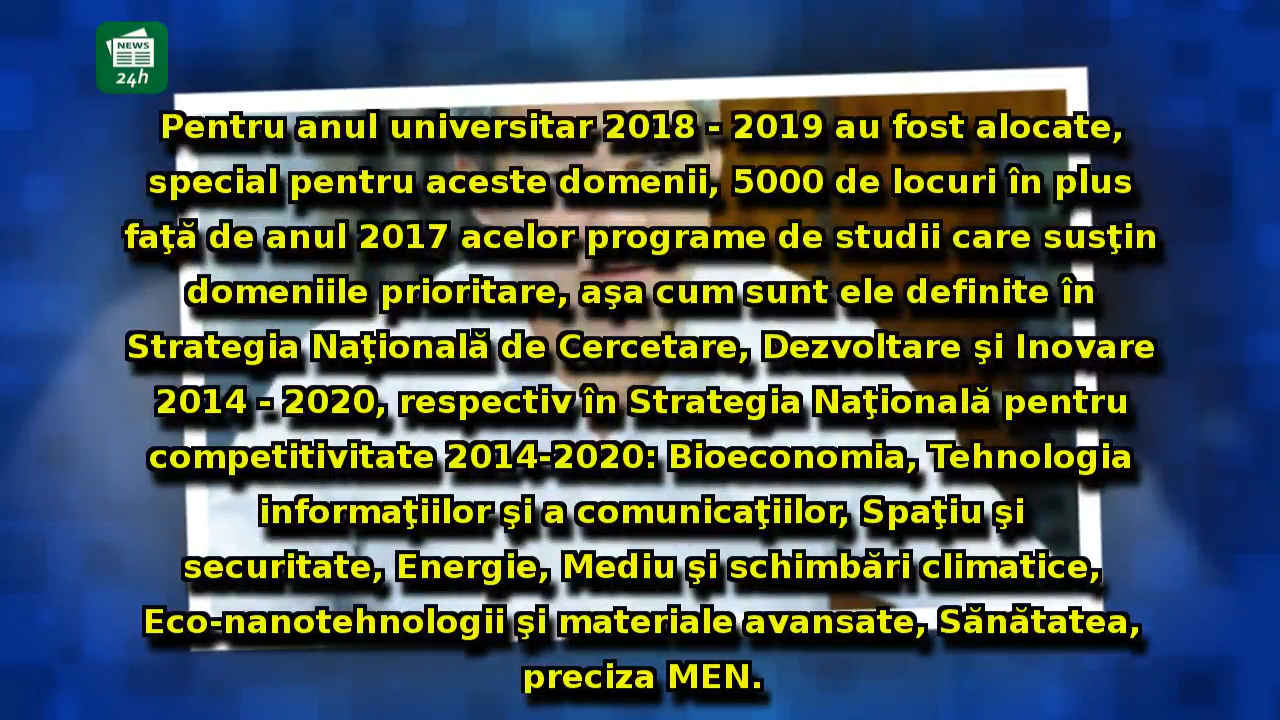 NEWS
24h
Pentru anul universitar 2018 - 2019 au fost alocate,
special pentru aceste domenii, 5000 de locuri în plus
faţă de anul 2017 acelor programe de studii care susţin
domeniile prioritare, aşa cum sunt ele definite în
Strategia Naţională de Cercetare, Dezvoltare şi Inovare
2014 - 2020, respectiv în Strategia Naţională pentru
competitivitate 2014-2020: Bioeconomia, Tehnologia
informaţiilor şi a comunicaţiilor, Spaţiu şi
securitate, Energie, Mediu şi schimbări climatice,
Eco-nanotehnologii şi materiale avansate, Sănătatea,
preciza MEN.